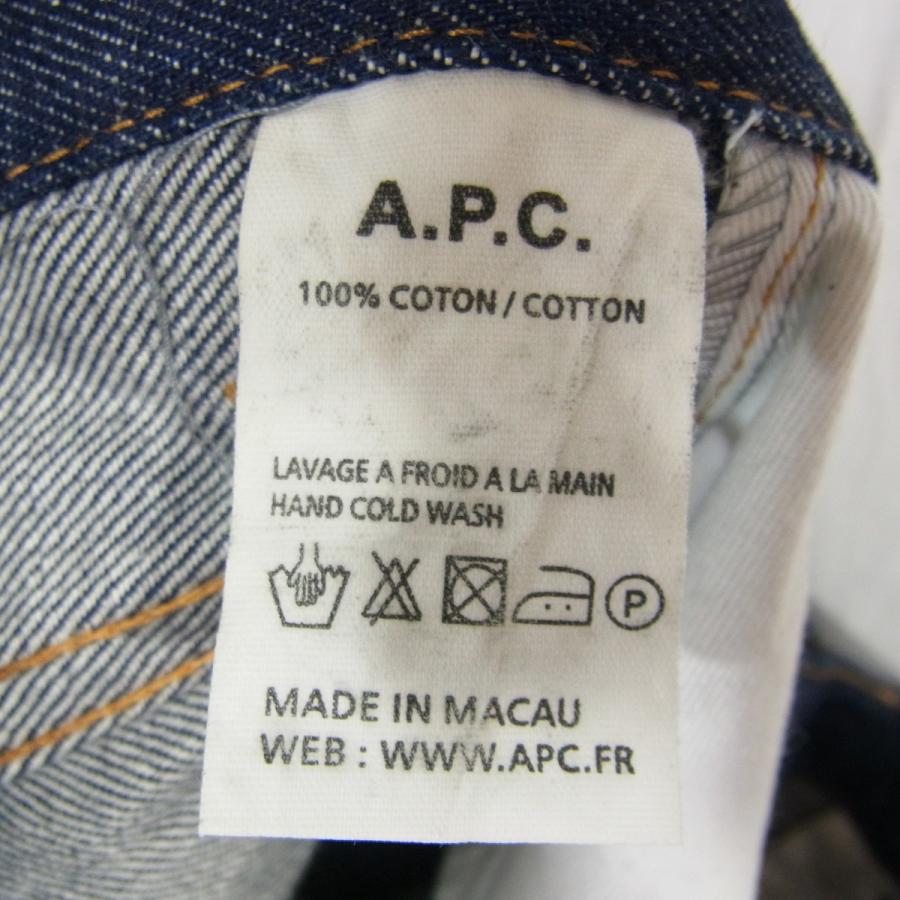 A.P.C.
100% COTON / COTTON
LAVAGE A FROID A LA MAIN
HAND COLD WASH
P
MADE IN MACAU
WEB : WWW.APC.FR